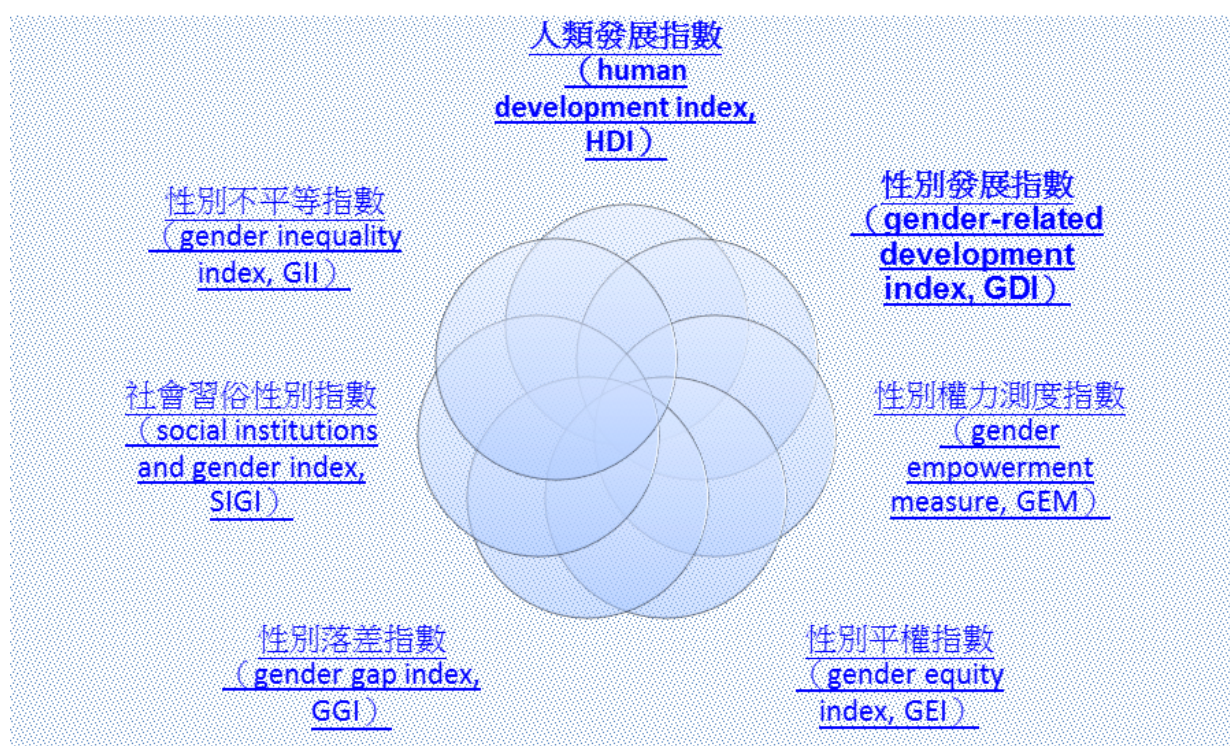 人類發展指數
（human
development index,
HDI）
性別發展指數
（gender-related
development
index, GDI）
性別權力測度指數
（gender
empowerment
measure, GEM）
性別平權指數
（gender equity
index, GEI）
性別落差指數
（gender gap index,
GGI）
社會習俗性別指數
（social institutions
and gender index,
SIGI）
性別不平等指數
（gender inequality
index, GII）